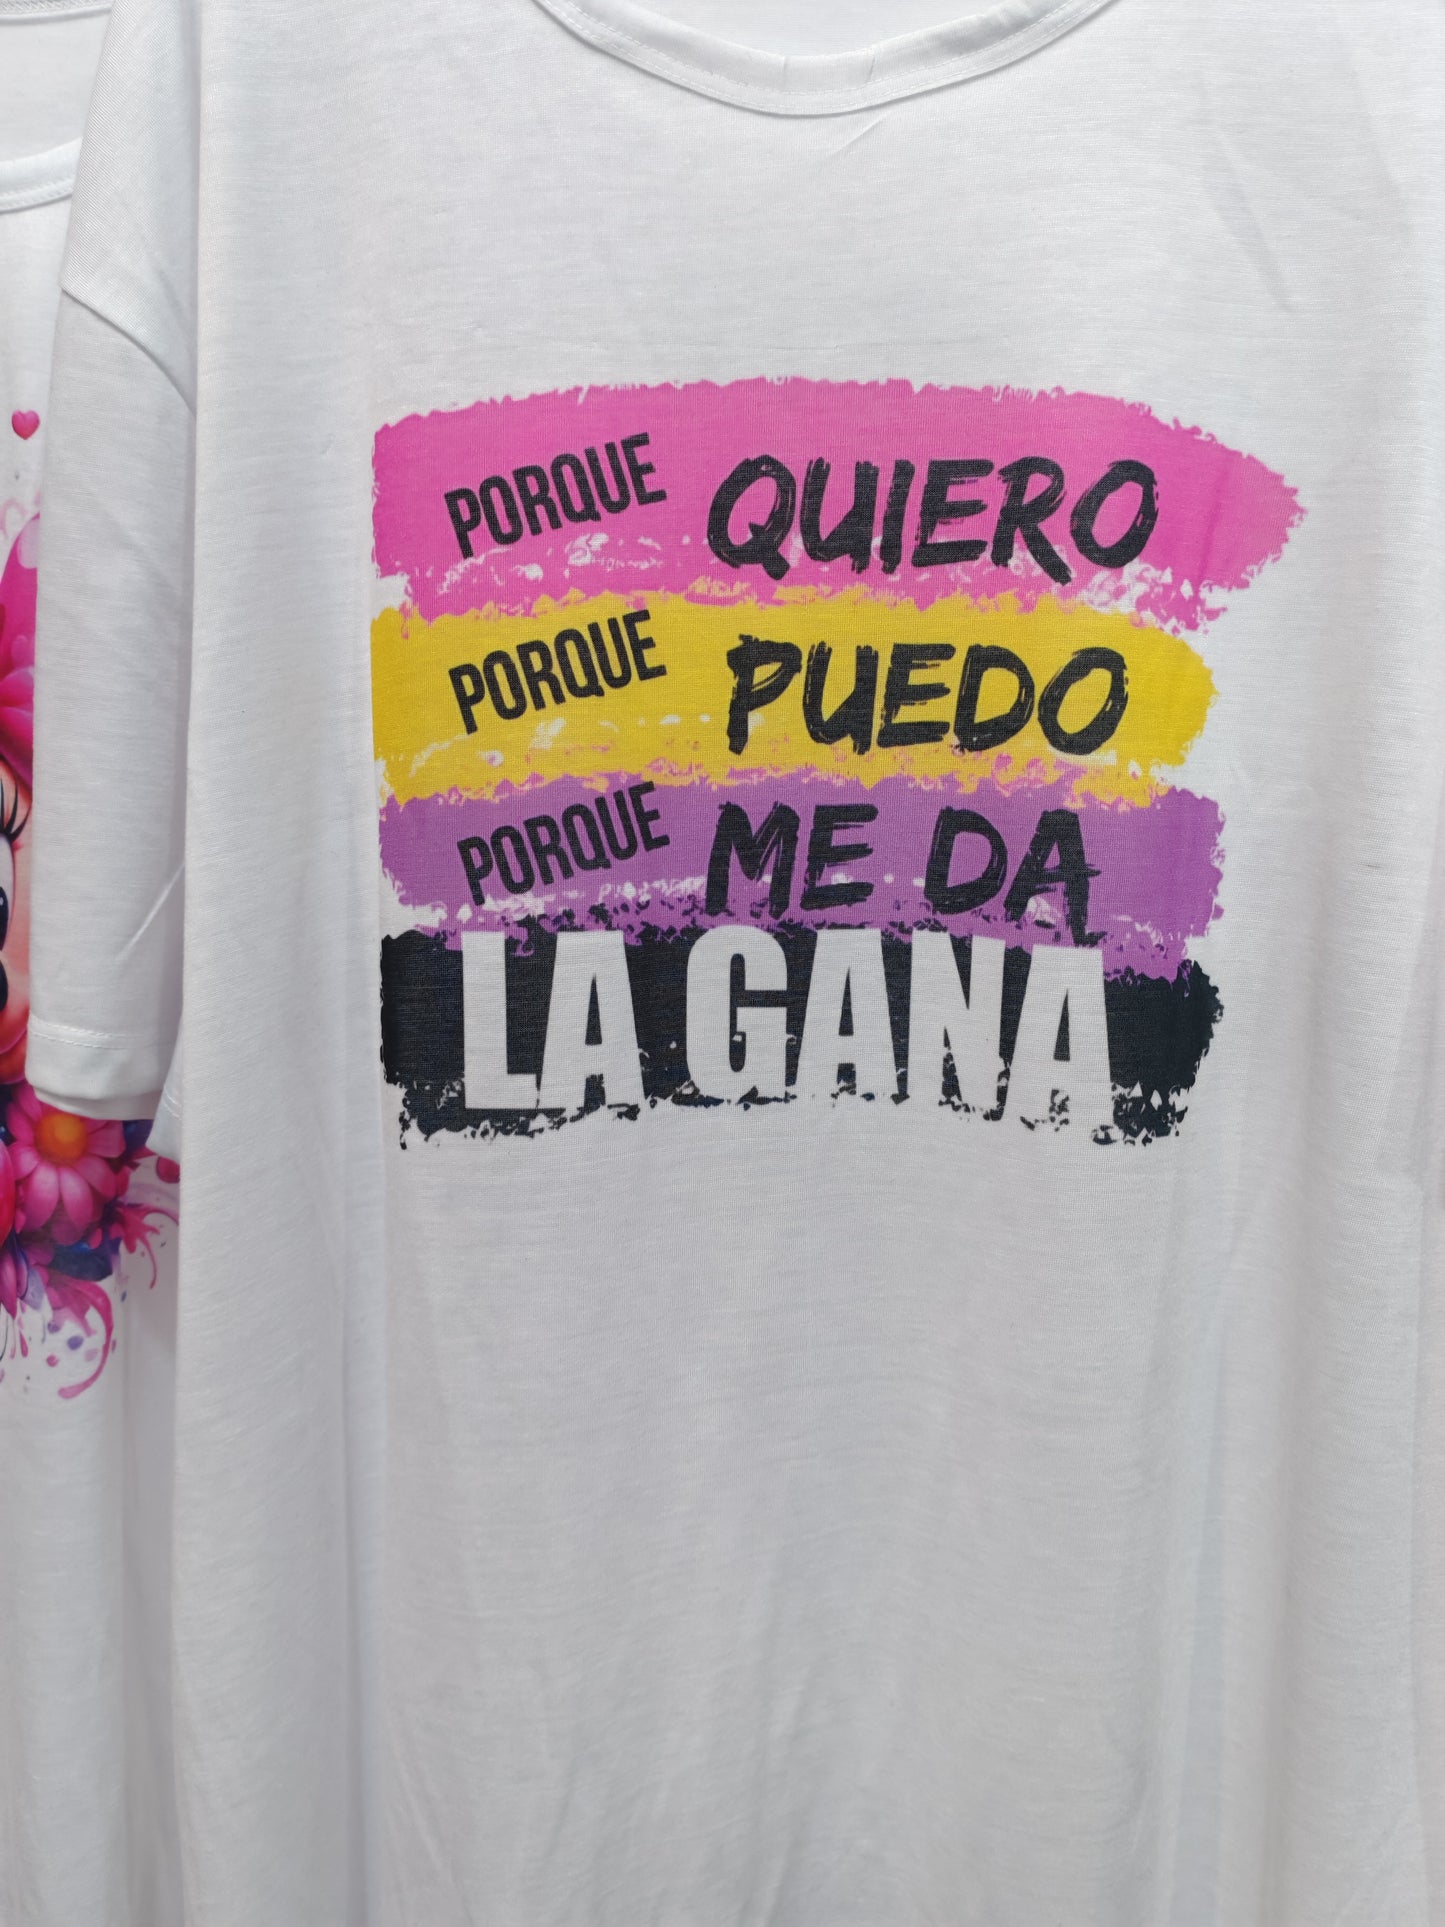 PORQUE QUIERO
PORQUE PUEDO
PORQUE ME DA
LA GANA